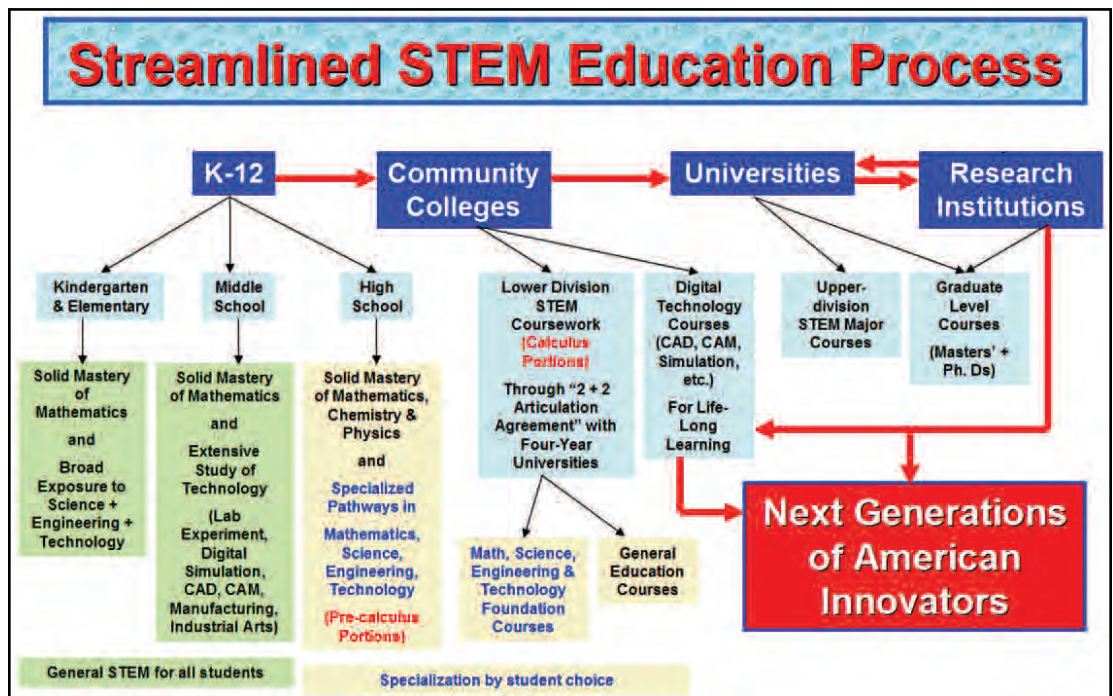 Streamlined STEM Education Process
K-12
Community
Colleges
Universities
Research
Institutions
Kindergarten
& Elementary
Middle
School
High
School
Lower Division
STEM
Coursework
(Calculus
Portions)
Through “2 + 2
Articulation
Agreement” with
Four-Year
Universities
Digital
Technology
Courses
(CAD, CAM,
Simulation,
etc.)
For Life-
Long
Learning
Upper-
division
STEM Major
Courses
Graduate
Level
Courses
(Masters’ +
Ph. Ds)
Solid Mastery
of
Mathematics
and
Broad
Exposure to
Science +
Engineering +
Technology
Solid Mastery
of Mathematics
and
Extensive
Study of
Technology
(Lab
Experiment,
Digital
Simulation,
CAD, CAM,
Manufacturing,
Industrial Arts)
Solid Mastery
of Mathematics,
Chemistry &
Physics
and
Specialized
Pathways in
Mathematics,
Science,
Engineering,
Technology
(Pre-calculus
Portions)
Math, Science,
Engineering &
Technology
Foundation
Courses
General
Education
Courses
Next Generations
of American
Innovators
General STEM for all students
Specialization by student choice